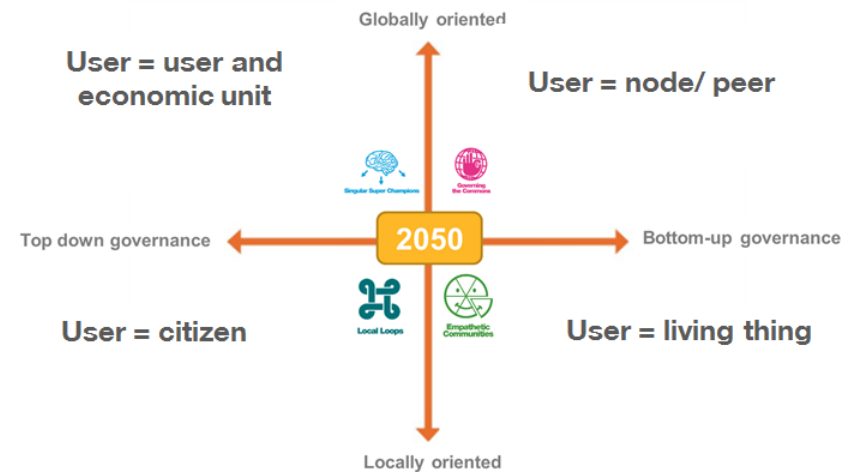 Globally oriented
User = user and
economic unit
User = node/ peer
Singular Super Champions
Governing
the Commons
Top down governance
2050
Bottom-up governance
Local Loops
Empathetic
Communities
User = citizen
User = living thing
Locally oriented